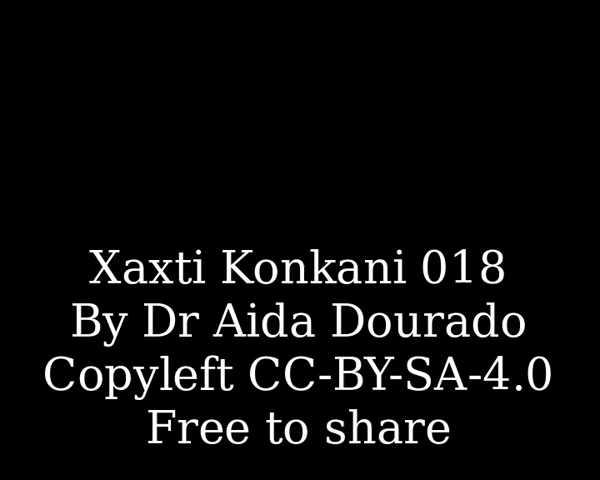 Xaxti Konkani 018
By Dr Aida Dourado
Copyleft CC-BY-SA-4.0
Free to share